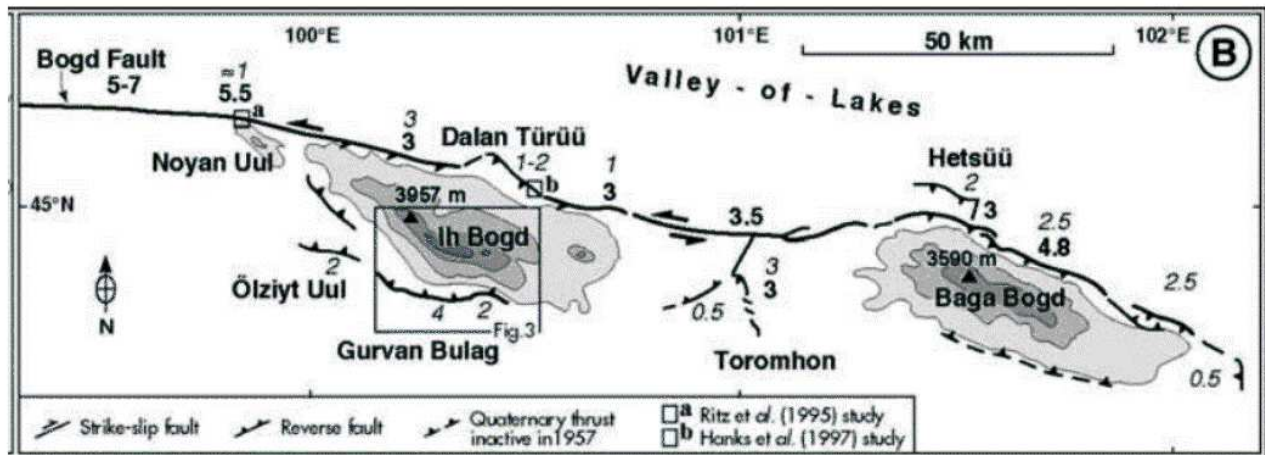 100°E
101°E
102°E
50 km
B
Bogd Fault
5-7
≈1
5.5
a
Valley - of - Lakes
3
3
Dalan Türüü
1-2
b
1
3
Noyan Uul
Hetsüü
2
3
45°N
3957 m
3.5
2.5
4.8
Ih Bogd
3590 m
Baga Bogd
2
Ölziyt Uul
3
3
0.5
2.5
N
4
2
Fig.3
Gurvan Bulag
Toromhon
0.5
Strike-slip fault
Reverse fault
Quaternary thrust
inactive in 1957
a Ritz et al. (1995) study
b Hanks et al. (1997) study